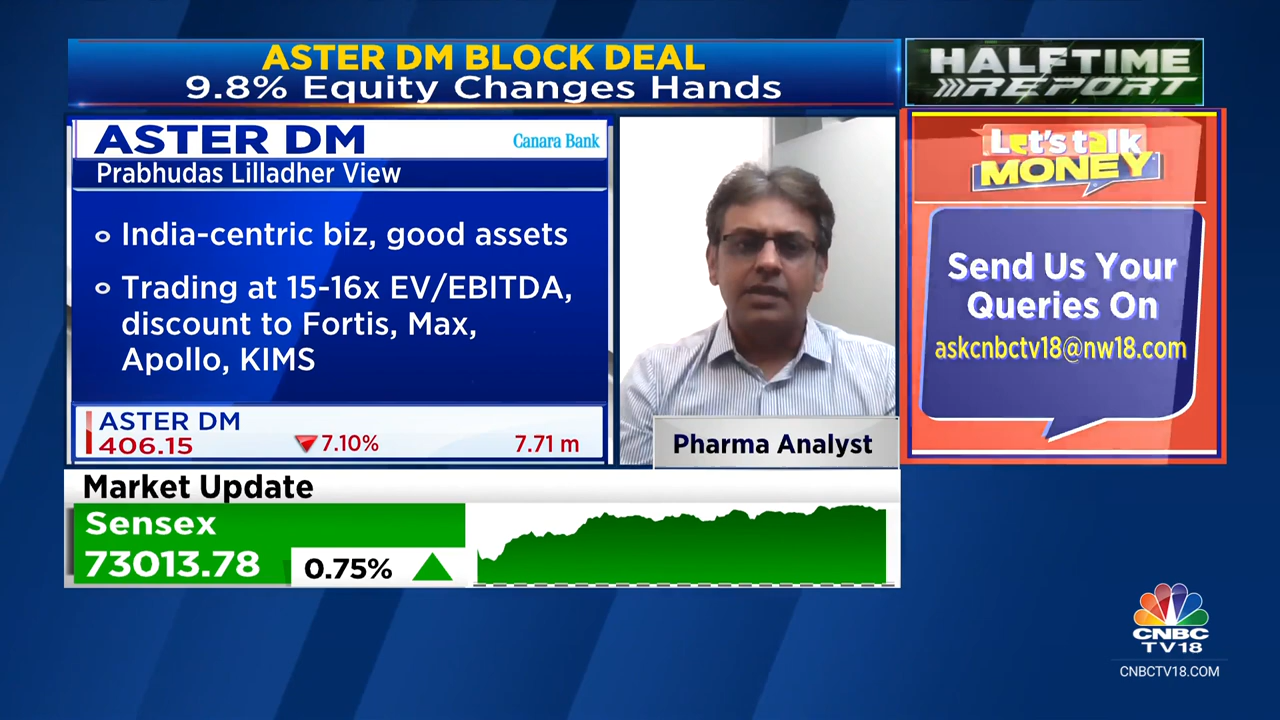 ASTER DM BLOCK DEAL
9.8% Equity Changes Hands
HALFTIME
REPORT
ASTER DM
Canara Bank
Prabhudas Lilladher View
India-centric biz, good assets
Trading at 15-16x EV/EBITDA,
discount to Fortis, Max,
Apollo, KIMS
ASTER DM
406.15 7.10% 7.71 m
Pharma Analyst
Let's talk
MONEY
Send Us Your
Queries On
askcnbctv18@nw18.com
Market Update
Sensex
73013.78 0.75%
CNBC
TV18
CNBCTV18.COM